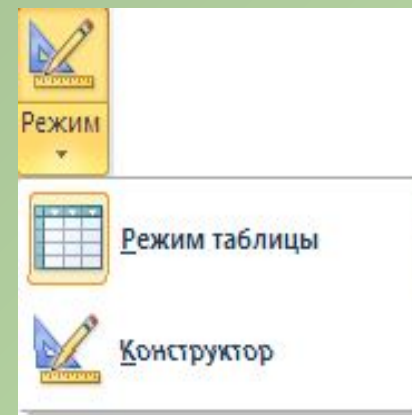 Режим
Режим таблицы
Конструктор